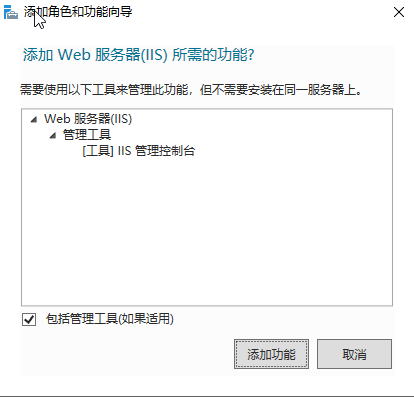 添加角色和功能向导
添加 Web 服务器(IIS) 所需的功能?
需要使用以下工具来管理此功能，但不需要安装在同一服务器上。
Web 服务器(IIS)
管理工具
[工具] IIS 管理控制台
包括管理工具(如果适用)
添加功能
取消